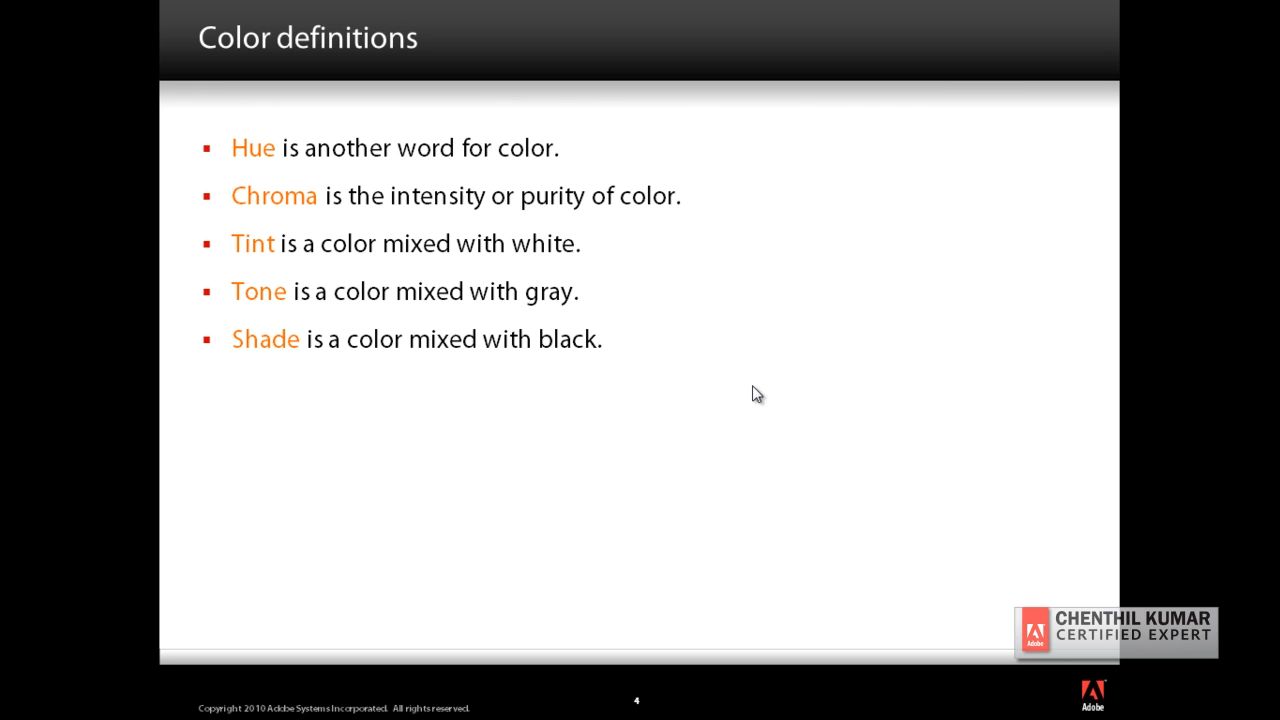 Color definitions
Hue is another word for color.
Chroma is the intensity or purity of color.
Tint is a color mixed with white.
Tone is a color mixed with gray.
Shade is a color mixed with black.
CHENTHIL KUMAR
CERTIFIED EXPERT
Adobe
Copyright 2010 Adobe Systems Incorporated. All rights reserved.
4
Adobe